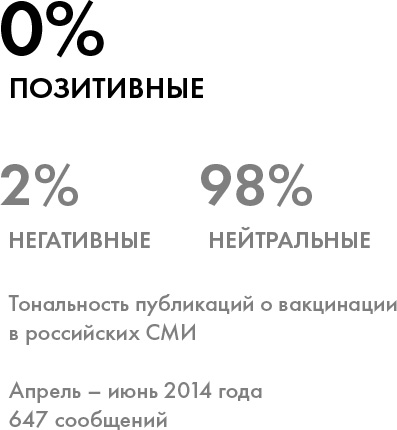 0%
ПОЗИТИВНЫЕ
2% 98%
НЕГАТИВНЫЕ НЕЙТРАЛЬНЫЕ
Тональность публикаций о вакцинации
в российских СМИ
Апрель – июнь 2014 года
647 сообщений